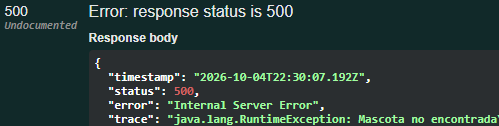 500
Undocumented
Error: response status is 500
Response body
{
"timestamp": "2026-10-04T22:30:07.192Z",
"status": 500,
"error": "Internal Server Error",
"trace": "java.lang.RuntimeException: Mascota no encontrada